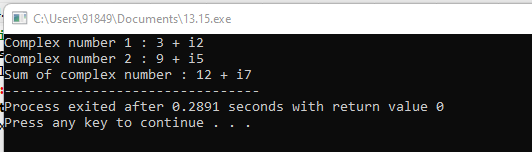 C:\Users\91849\Documents\13.15.exe
Complex number 1 : 3 + i2
Complex number 2 : 9 + i5
Sum of complex number : 12 + i7
--------------------------------
Process exited after 0.2891 seconds with return value 0
Press any key to continue . . .